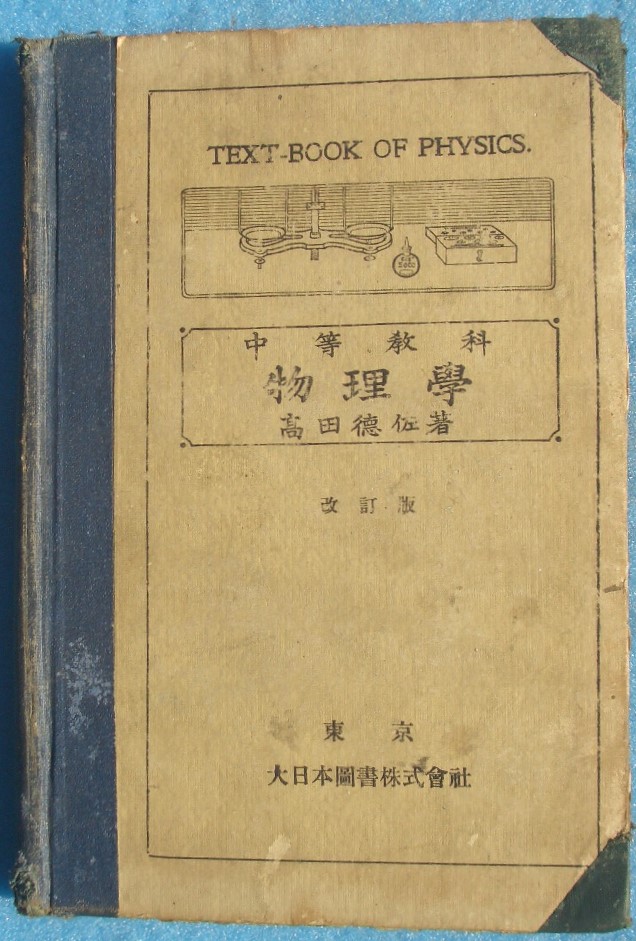 TEXT-BOOK OF PHYSICS.
中等教科
物理學
高田德佐著
改訂版
東京
大日本圖書株式會社